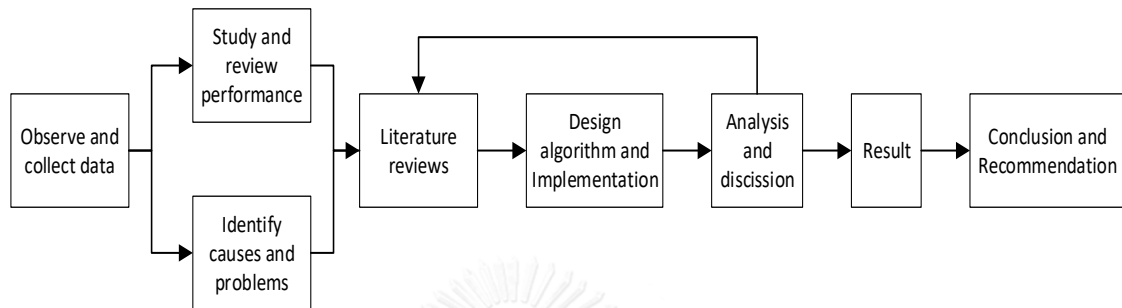 Observe and
collect data
Study and
review
performance
Identify
causes and
problems
Literature
reviews
Design
algorithm and
Implementation
Analysis
and
discission
Result
Conclusion and
Recommendation